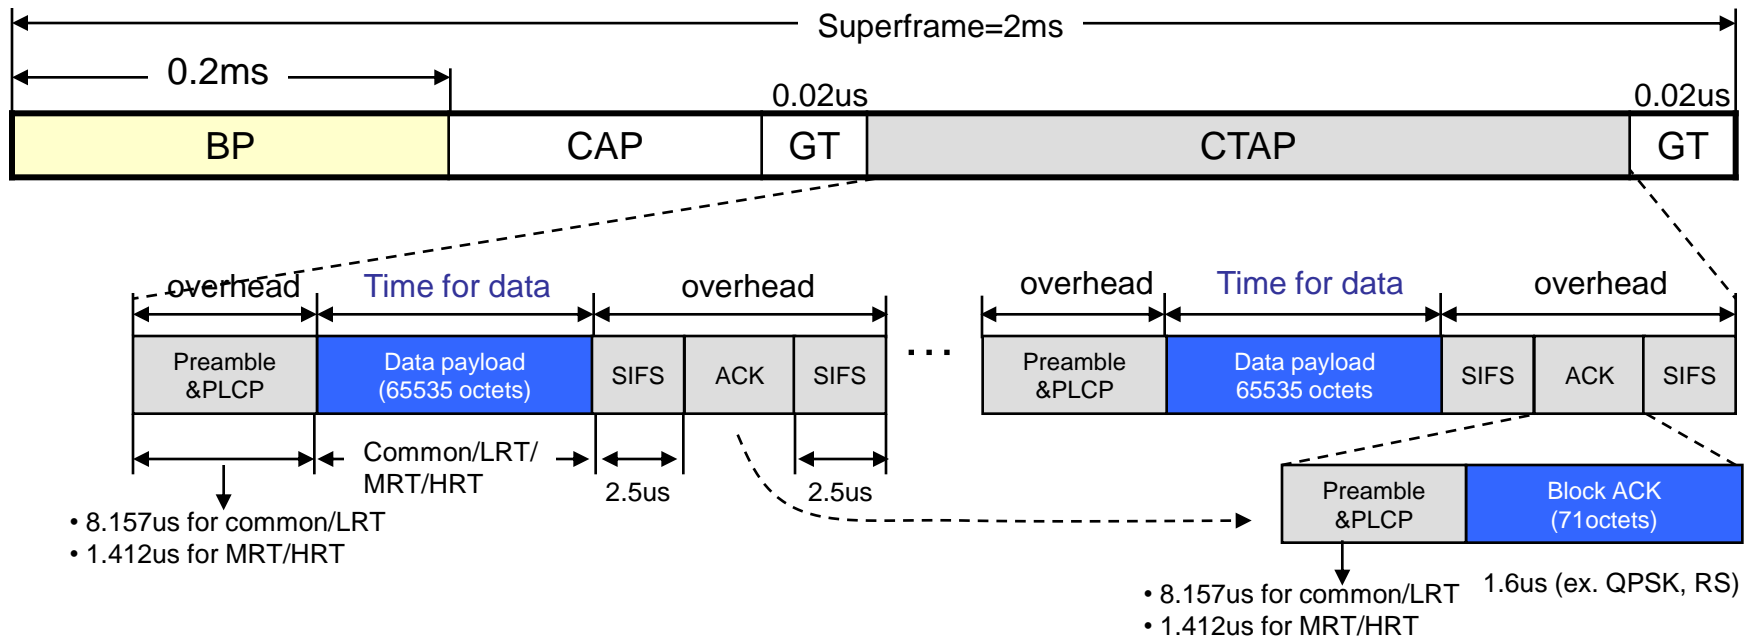 Superframe=2ms
0.2ms
0.02us
0.02us
BP
CAP
GT
CTAP
GT
overhead
Time for data
overhead
overhead
Time for data
overhead
Preamble
&PLCP
Data payload
(65535 octets)
SIFS
ACK
SIFS
...
Preamble
&PLCP
Data payload
65535 octets
SIFS
ACK
SIFS
Common/LRT/
MRT/HRT
2.5us
2.5us
• 8.157us for common/LRT
• 1.412us for MRT/HRT
Preamble
&PLCP
Block ACK
(71octets)
1.6us (ex. QPSK, RS)
• 8.157us for common/LRT
• 1.412us for MRT/HRT